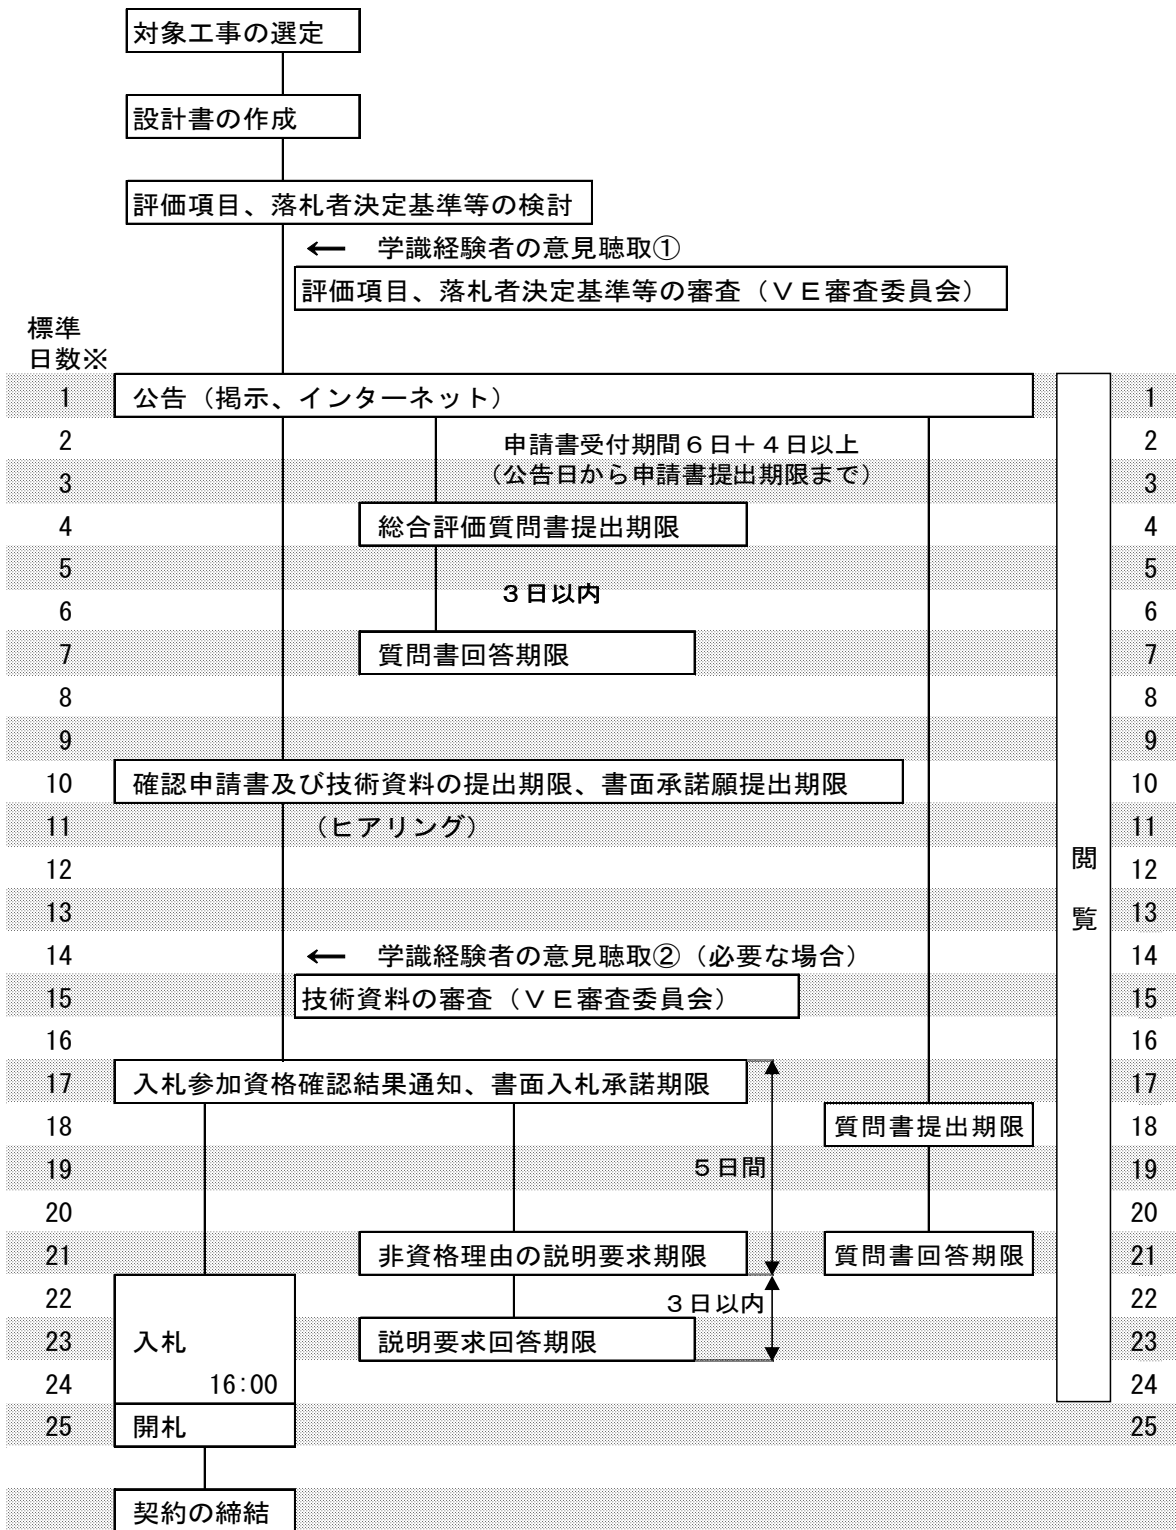 対象工事の選定
設計書の作成
評価項目、落札者決定基準等の検討
← 学識経験者の意見聴取①
評価項目、落札者決定基準等の審査（ＶＥ審査委員会）
標準
日数※
1 公告（掲示、インターネット） 1
2 申請書受付期間６日＋４日以上 2
3 （公告日から申請書提出期限まで） 3
4 総合評価質問書提出期限 4
5 5
３日以内
6 6
7 質問書回答期限 7
8 8
9 9
10 確認申請書及び技術資料の提出期限、書面承諾願提出期限 10
11 （ヒアリング） 11
12 12
閲覧
13 13
14 ← 学識経験者の意見聴取②（必要な場合） 14
15 技術資料の審査（ＶＥ審査委員会） 15
16 16
17 入札参加資格確認結果通知、書面入札承諾期限 17
18 質問書提出期限 18
19 ５日間 19
20 20
21 非資格理由の説明要求期限 質問書回答期限 21
22 ３日以内 22
23 入札 説明要求回答期限 23
24 16:00 24
25 開札 25
契約の締結